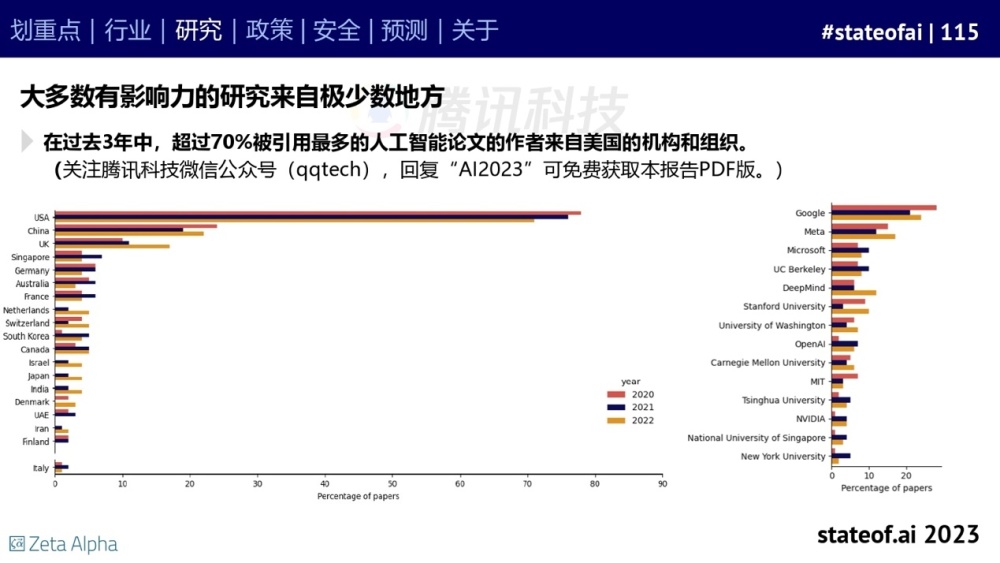 划重点 | 行业 | 研究 | 政策 | 安全 | 预测 | 关于
#stateofai | 115
大多数有影响力的研究来自极少数地方
腾讯科技
在过去3年中，超过70%被引用最多的人工智能论文的作者来自美国的机构和组织。
（关注腾讯科技微信公众号（qqtech），回复“AI2023”可免费获取本报告PDF版。）
USA
China
UK
Singapore
Germany
Australia
France
Netherlands
Switzerland
South Korea
Canada
Israel
Japan
India
Denmark
UAE
Iran
Finland
Italy
0 10 20 30 40 50 60 70 80 90
Percentage of papers
year
2020
2021
2022
Google
Meta
Microsoft
UC Berkeley
DeepMind
Stanford University
University of Washington
OpenAI
Carnegie Mellon University
MIT
Tsinghua University
NVIDIA
National University of Singapore
New York University
0 10 20
Percentage of papers
Zeta Alpha
stateof.ai 2023